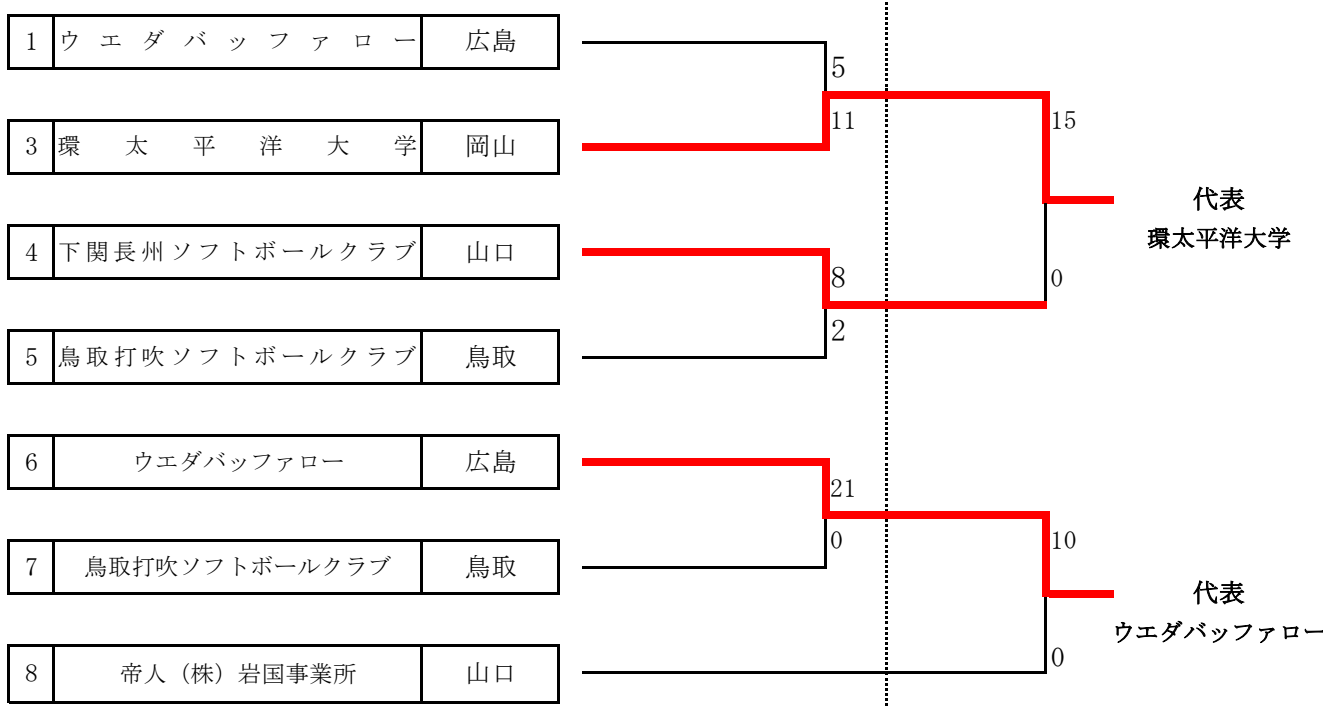 1 ウエダバッファロー 広島
5
11
15
3 環太平洋大学 岡山
代表
環太平洋大学
4 下関長州ソフトボールクラブ 山口
8
0
2
5 鳥取打吹ソフトボールクラブ 鳥取
6 ウエダバッファロー 広島
21
0
10
7 鳥取打吹ソフトボールクラブ 鳥取
代表
ウエダバッファロー
0
8 帝人（株）岩国事業所 山口